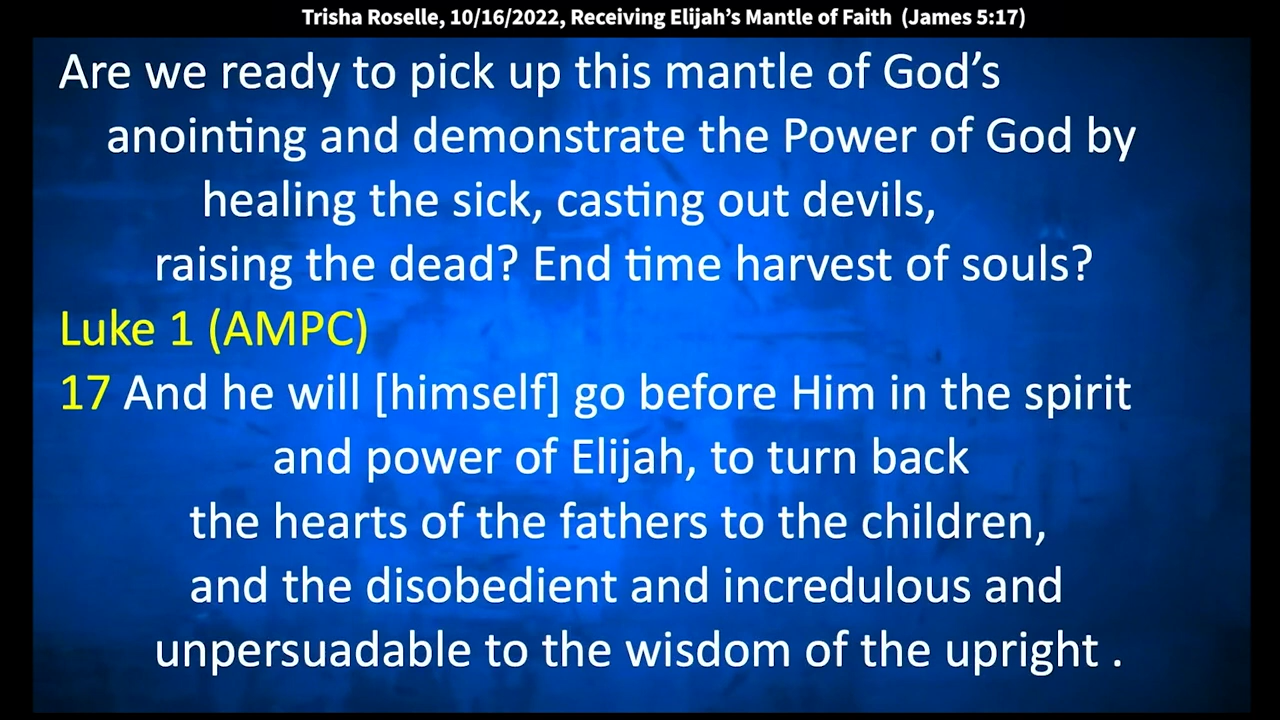 Trisha Roselle, 10/16/2022, Receiving Elijah’s Mantle of Faith (James 5:17)
Are we ready to pick up this mantle of God’s
anointing and demonstrate the Power of God by
healing the sick, casting out devils,
raising the dead? End time harvest of souls?
Luke 1 (AMPC)
17 And he will [himself] go before Him in the spirit
and power of Elijah, to turn back
the hearts of the fathers to the children,
and the disobedient and incredulous and
unpersuadable to the wisdom of the upright .